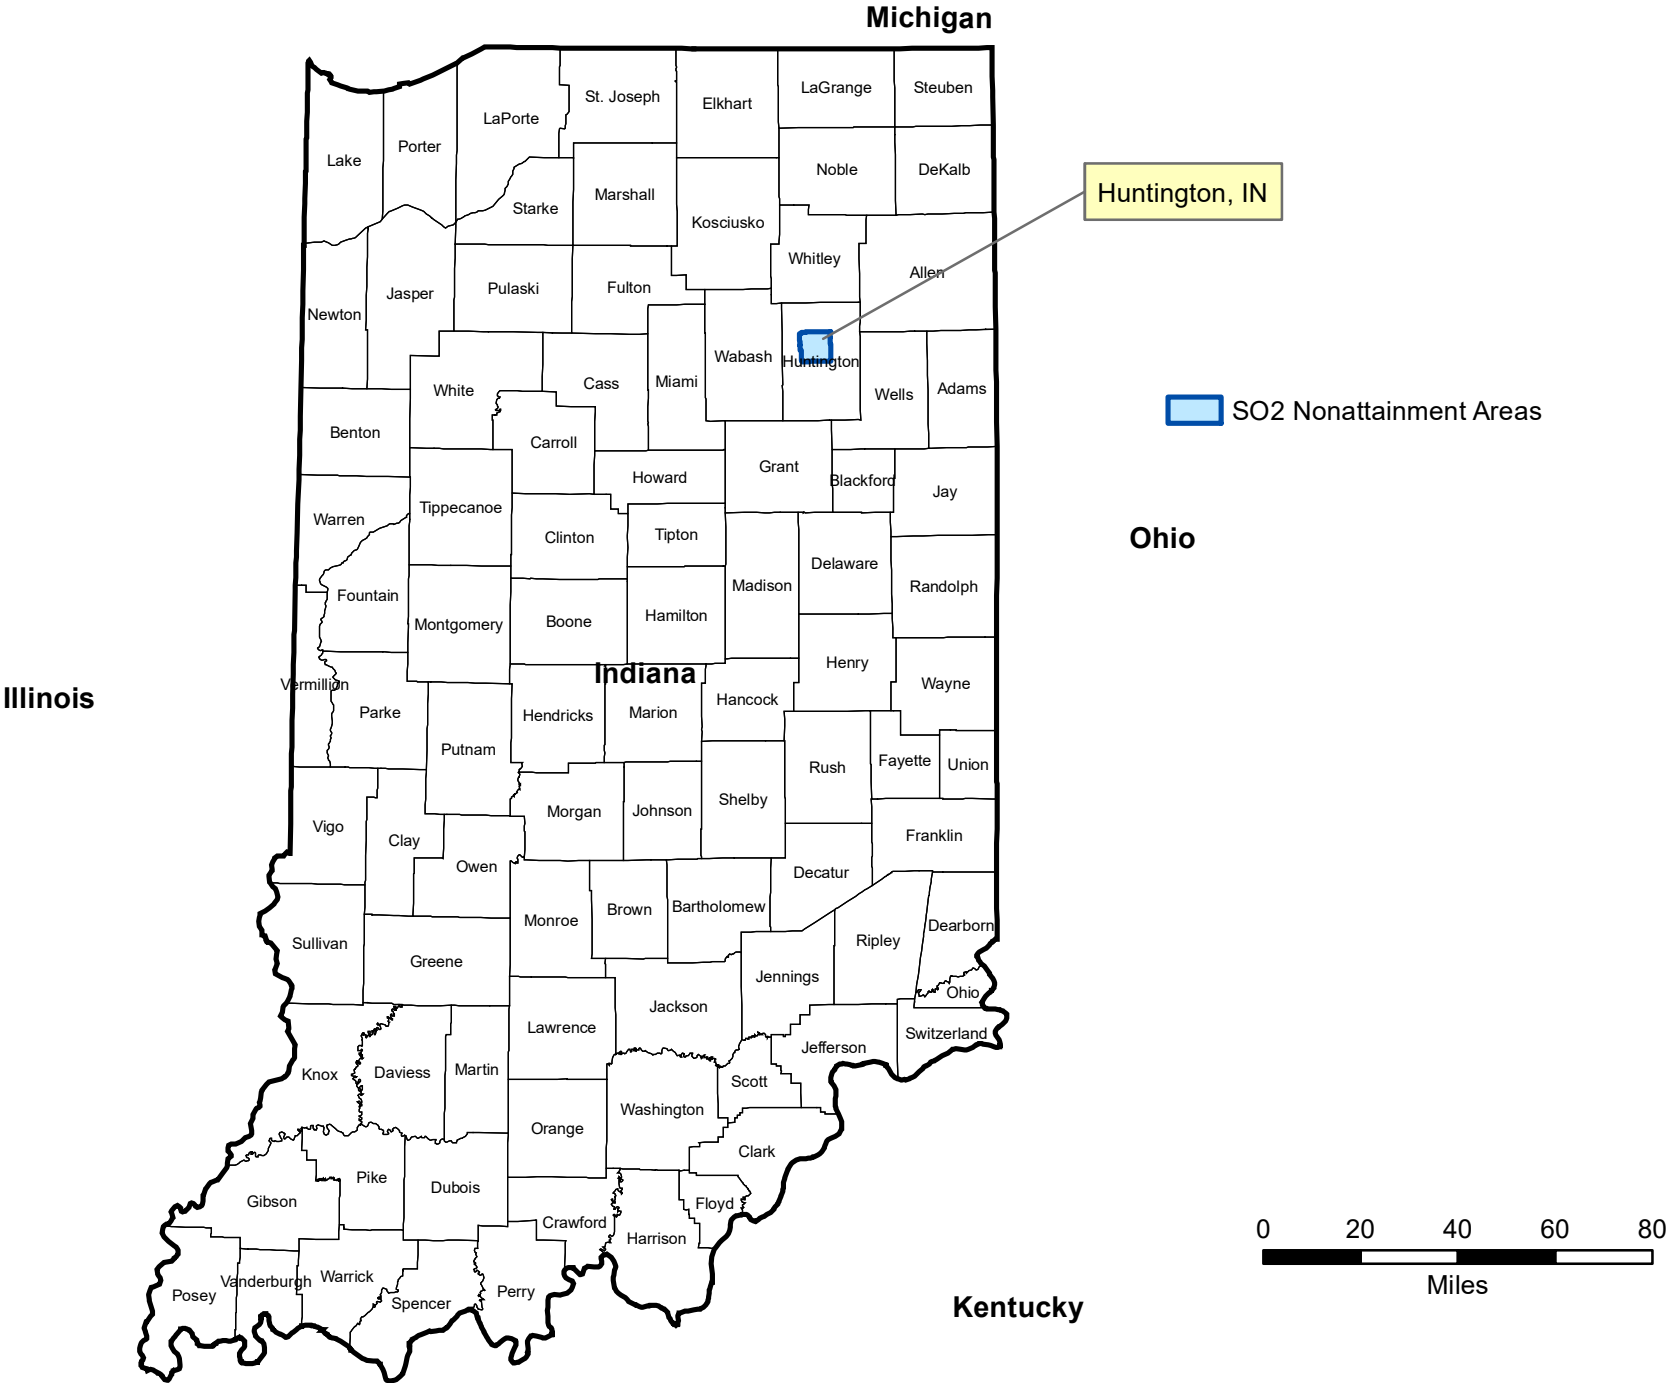 Michigan
LaGrange
Steuben
St. Joseph
Elkhart
LaPorte
Porter
Lake
Noble
DeKalb
Marshall
Huntington, IN
Starke
Kosciusko
Whitley
Allen
Pulaski
Fulton
Jasper
Newton
Wabash
Huntington
Miami
Cass
White
Wells
Adams
SO2 Nonattainment Areas
Benton
Carroll
Grant
Howard
Blackford
Jay
Tippecanoe
Warren
Clinton
Tipton
Ohio
Delaware
Madison
Randolph
Fountain
Hamilton
Boone
Montgomery
Henry
Indiana
Wayne
Vermillion
Illinois
Hancock
Parke
Hendricks
Marion
Putnam
Fayette
Union
Rush
Shelby
Morgan
Johnson
Vigo
Clay
Franklin
Owen
Decatur
Bartholomew
Brown
Monroe
Dearborn
Ripley
Sullivan
Greene
Jennings
Ohio
Jackson
Lawrence
Switzerland
Jefferson
Martin
Daviess
Knox
Scott
Washington
Orange
Clark
Pike
Dubois
Gibson
Floyd
Crawford
Harrison
0 20 40 60 80
Miles
Warrick
Vanderburgh
Perry
Posey
Spencer
Kentucky